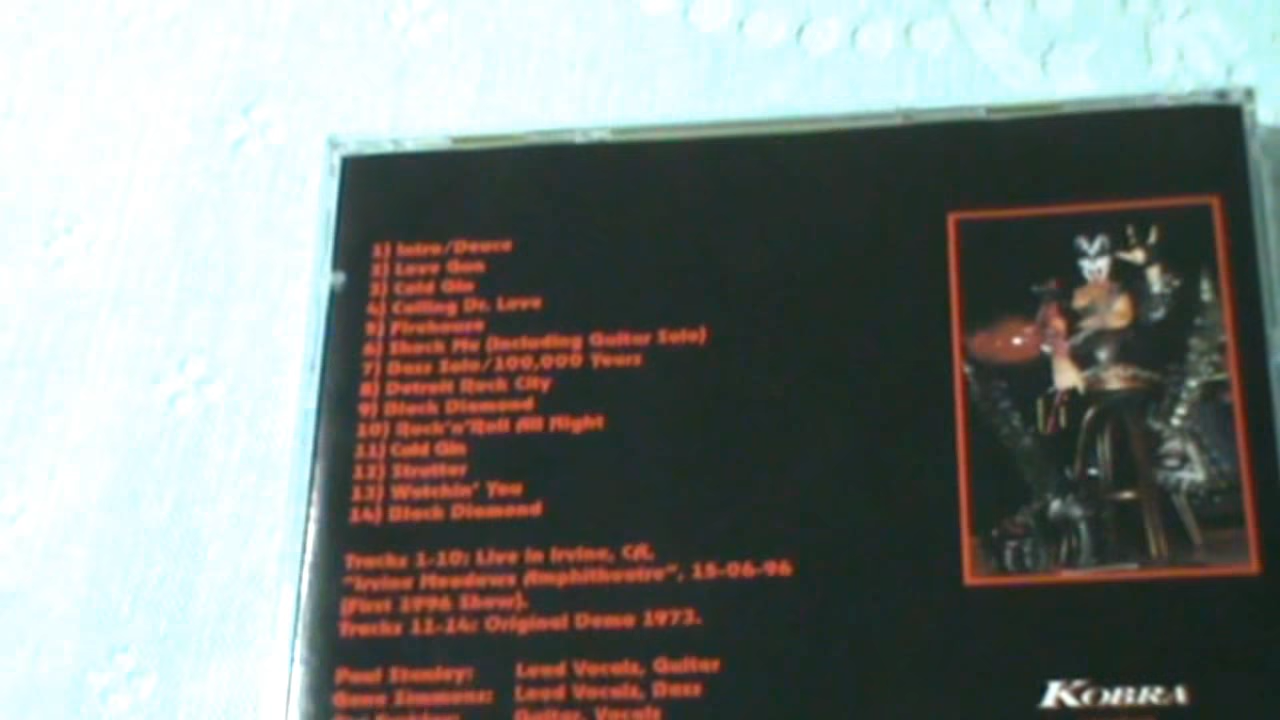 1) Intro/Deuce
2) Love Gun
3) Cold Gin
4) Calling Dr. Love
5) Firehouse
6) Shock Me (Including Guitar Solo)
7) Bass Solo/100,000 Years
8) Detroit Rock City
9) Black Diamond
10) Rock'n'Roll All Night
11) Cold Gin
12) Strutter
13) Watchin' You
14) Black Diamond
Tracks 1-10: Live in Irvine, CA,
"Irvine Meadows Amphitheatre", 15-06-96
(First 1996 Show).
Tracks 11-14: Original Demo 1973.
Paul Stanley: Lead Vocals, Guitar
Gene Simmons: Lead Vocals, Bass
Guitar, Vocals
KOBRA